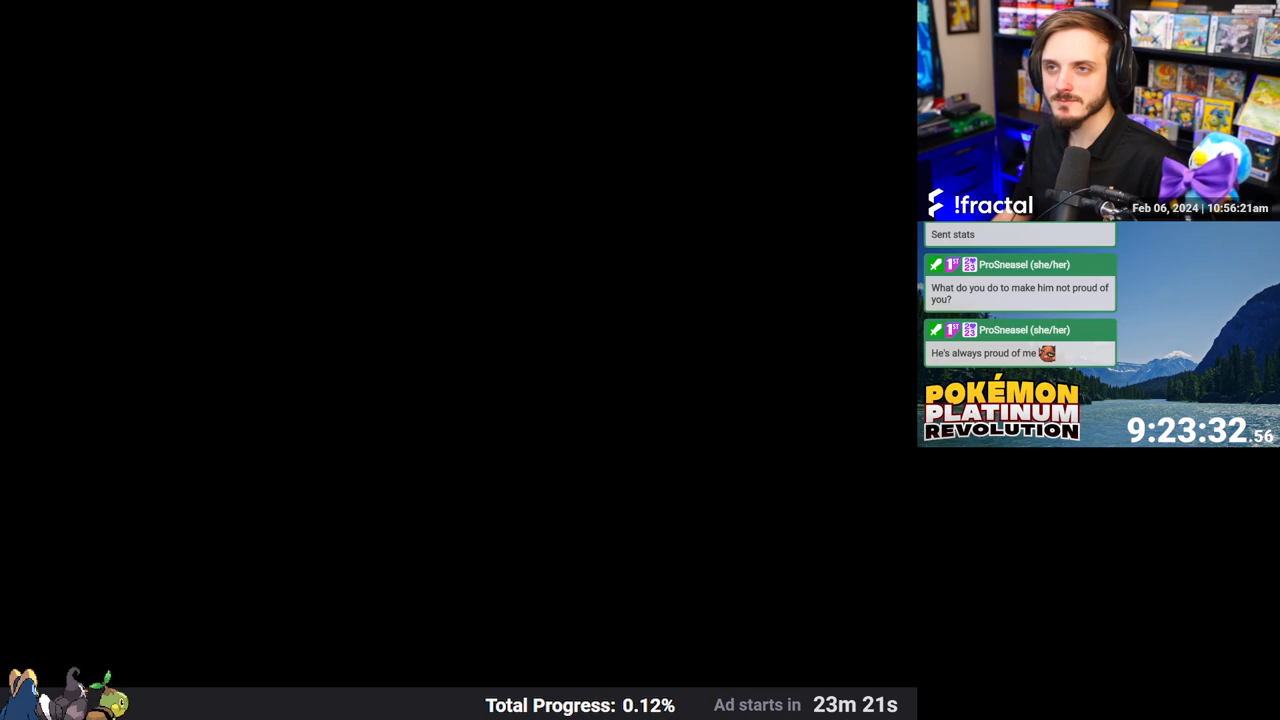 !fractal
Feb 06, 2024 | 10:56:21am
Sent stats
1ST ProSneasel (she/her)
What do you do to make him not proud of
you?
1ST ProSneasel (she/her)
He's always proud of me
POKÉMON
PLATINUM
REVOLUTION
9:23:32.56
Total Progress: 0.12% Ad starts in 23m 21s